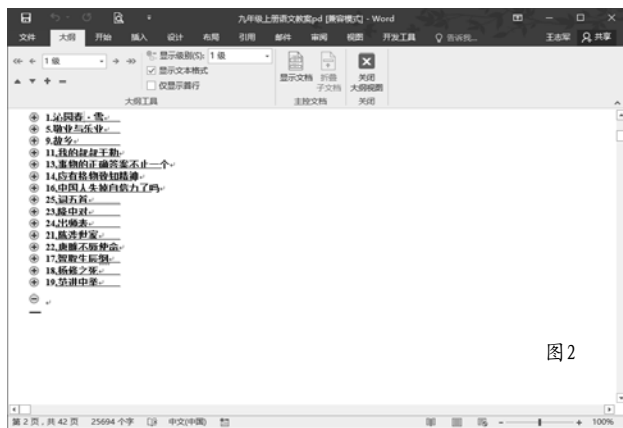 九年级上册语文教案pd [兼容模式] - Word
文件 大纲 开始 插入 设计 布局 引用 邮件 审阅 视图 开发工具 告诉我... 王志军 共享
1 级 显示级别(S): 1 级
显示文本格式
仅显示首行
显示文档 折叠子文档 关闭大纲视图
大纲工具 主控文档 关闭
1.沁园春·雪
5.敬业与乐业
9.故乡
11,我的叔叔于勒
13,事物的正确答案不止一个
14,应有格物致知精神
16,中国人失掉自信力了吗
25,词五首
23,隆中对
24,出师表
21,陈涉世家
22,唐雎不辱使命
17,智取生辰纲
18,杨修之死
19,范进中举
图2
第 2 页,共 42 页 25694 个字 中文(中国) 100%